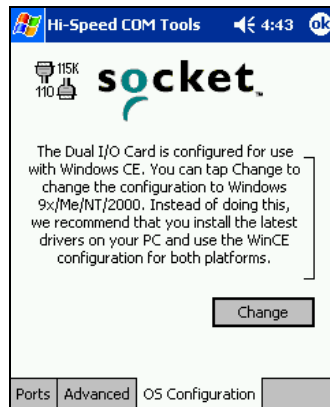 Hi-Speed COM Tools 4:43 ok
115K
110
socket.
The Dual I/O Card is configured for use
with Windows CE. You can tap Change to
change the configuration to Windows
9x/Me/NT/2000. Instead of doing this,
we recommend that you install the latest
drivers on your PC and use the WinCE
configuration for both platforms.
Change
Ports Advanced OS Configuration